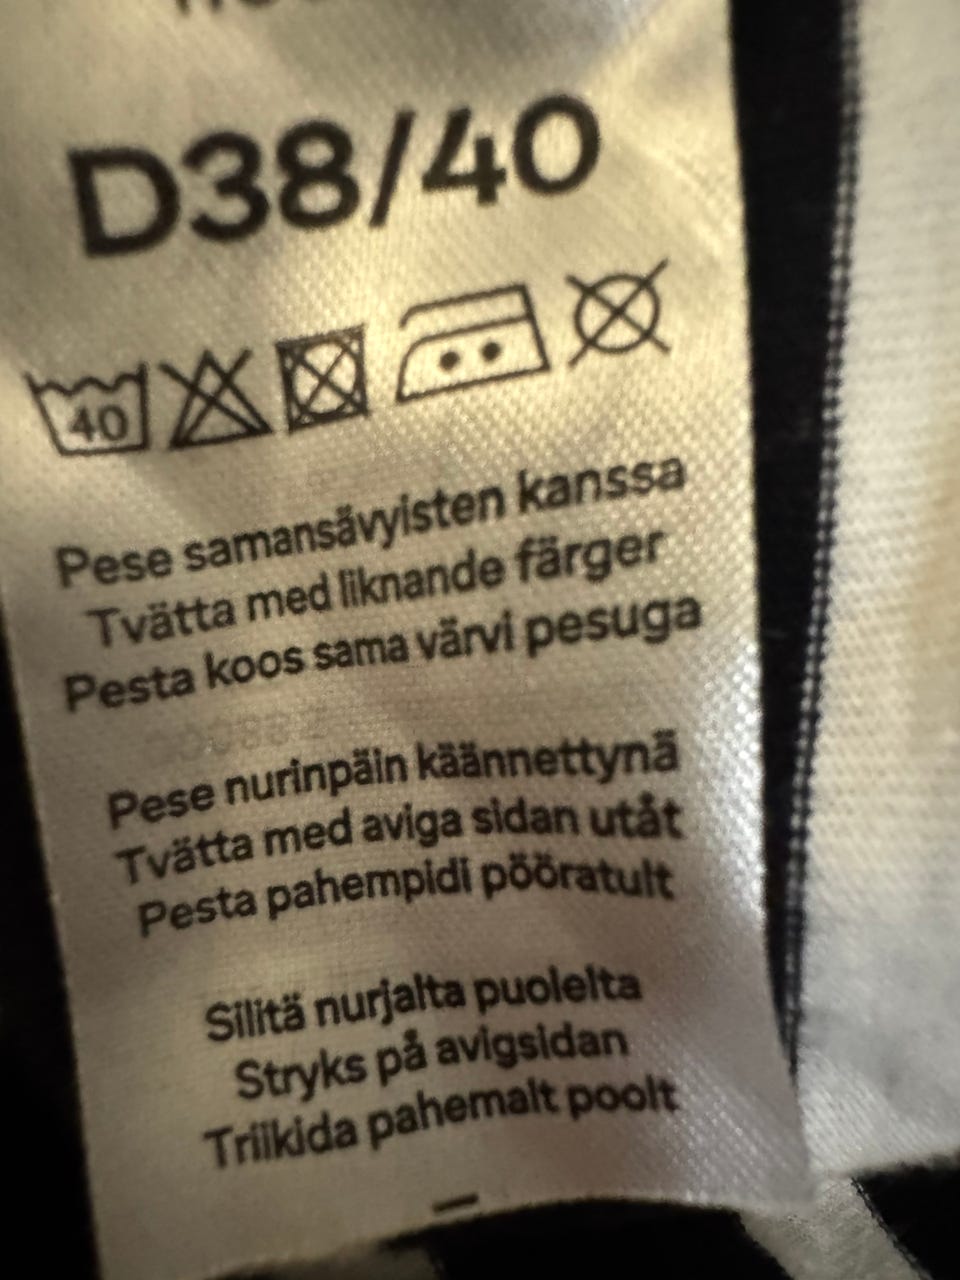 D38/40
40
Pese samansävyisten kanssa
Tvätta med liknande färger
Pesta koos sama värvi pesuga
Pese nurinpäin käännettynä
Tvätta med aviga sidan utåt
Pesta pahempidi pööratult
Silitä nurjalta puolelta
Stryks på avigsidan
Triikida pahemalt poolt